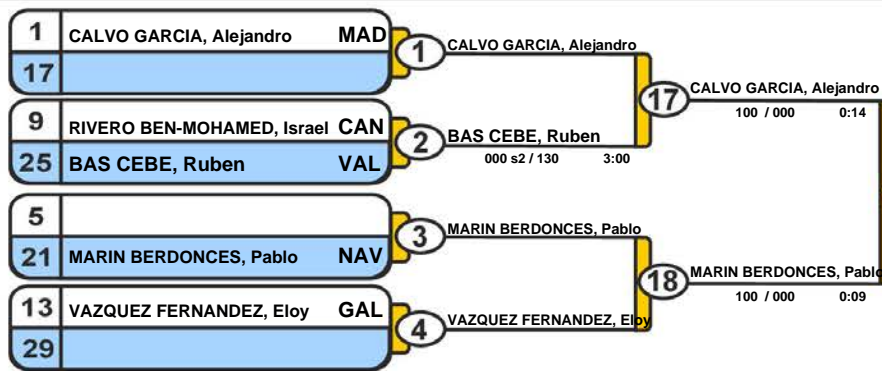 1 CALVO GARCIA, Alejandro MAD
17
1
CALVO GARCIA, Alejandro
9 RIVERO BEN-MOHAMED, Israel CAN
25 BAS CEBE, Ruben VAL
2
BAS CEBE, Ruben
000 s2 / 130 3:00
17
CALVO GARCIA, Alejandro
100 / 000 0:14
5
21 MARIN BERDONCES, Pablo NAV
3
MARIN BERDONCES, Pablo
13 VAZQUEZ FERNANDEZ, Eloy GAL
29
4
VAZQUEZ FERNANDEZ, Eloy
18
MARIN BERDONCES, Pablo
100 / 000 0:09